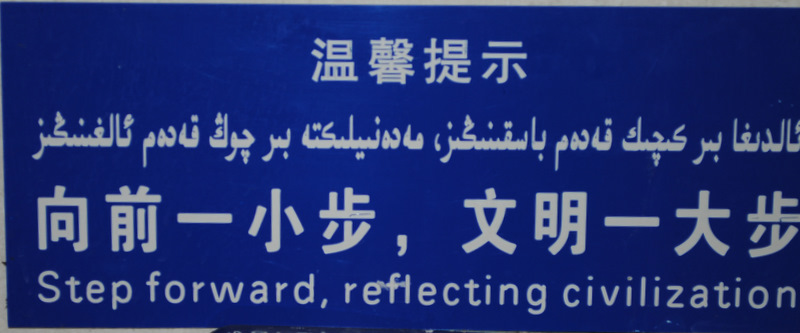 温馨提示
ئالدىغا بىر كىچىك قەدەم باسقىنىڭىز، مەدەنىيلىكتە بىر چوڭ قەدەم ئالغىنىڭىز
向前一小步，文明一大步
Step forward, reflecting civilization